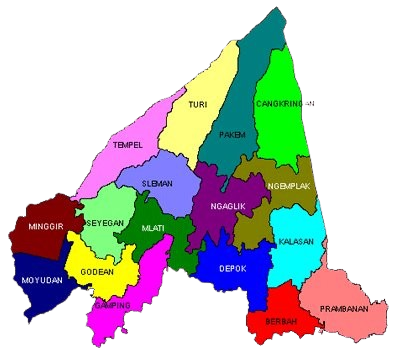 TURI
CANGKRINGAN
PAKEM
TEMPEL
SLEMAN
NGEMPLAK
NGAGLIK
MINGGIR
SEYEGAN
MLATI
KALASAN
GODEAN
DEPOK
MOYUDAN
GAMPING
PRAMBANAN
BERBAH